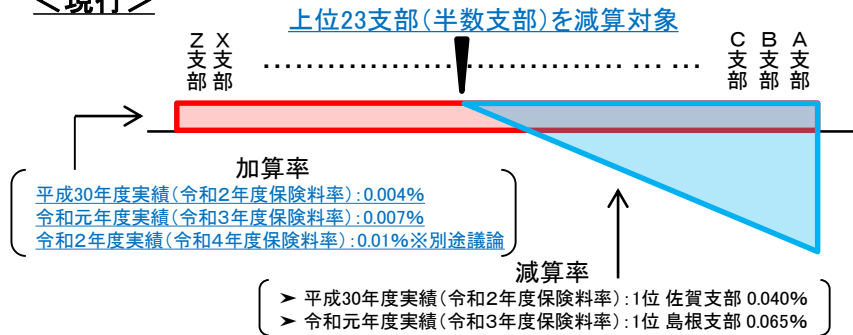 ＜現行＞
上位23支部（半数支部）を減算対象
Ｚ支部
Ｘ支部
Ｃ支部
Ｂ支部
Ａ支部
加算率
平成30年度実績（令和２年度保険料率）：0.004%
令和元年度実績（令和３年度保険料率）：0.007%
令和２年度実績（令和４年度保険料率）：0.01%※別途議論
減算率
➤ 平成30年度実績（令和２年度保険料率）：１位 佐賀支部 0.040%
➤ 令和元年度実績（令和３年度保険料率）：１位 島根支部 0.065%